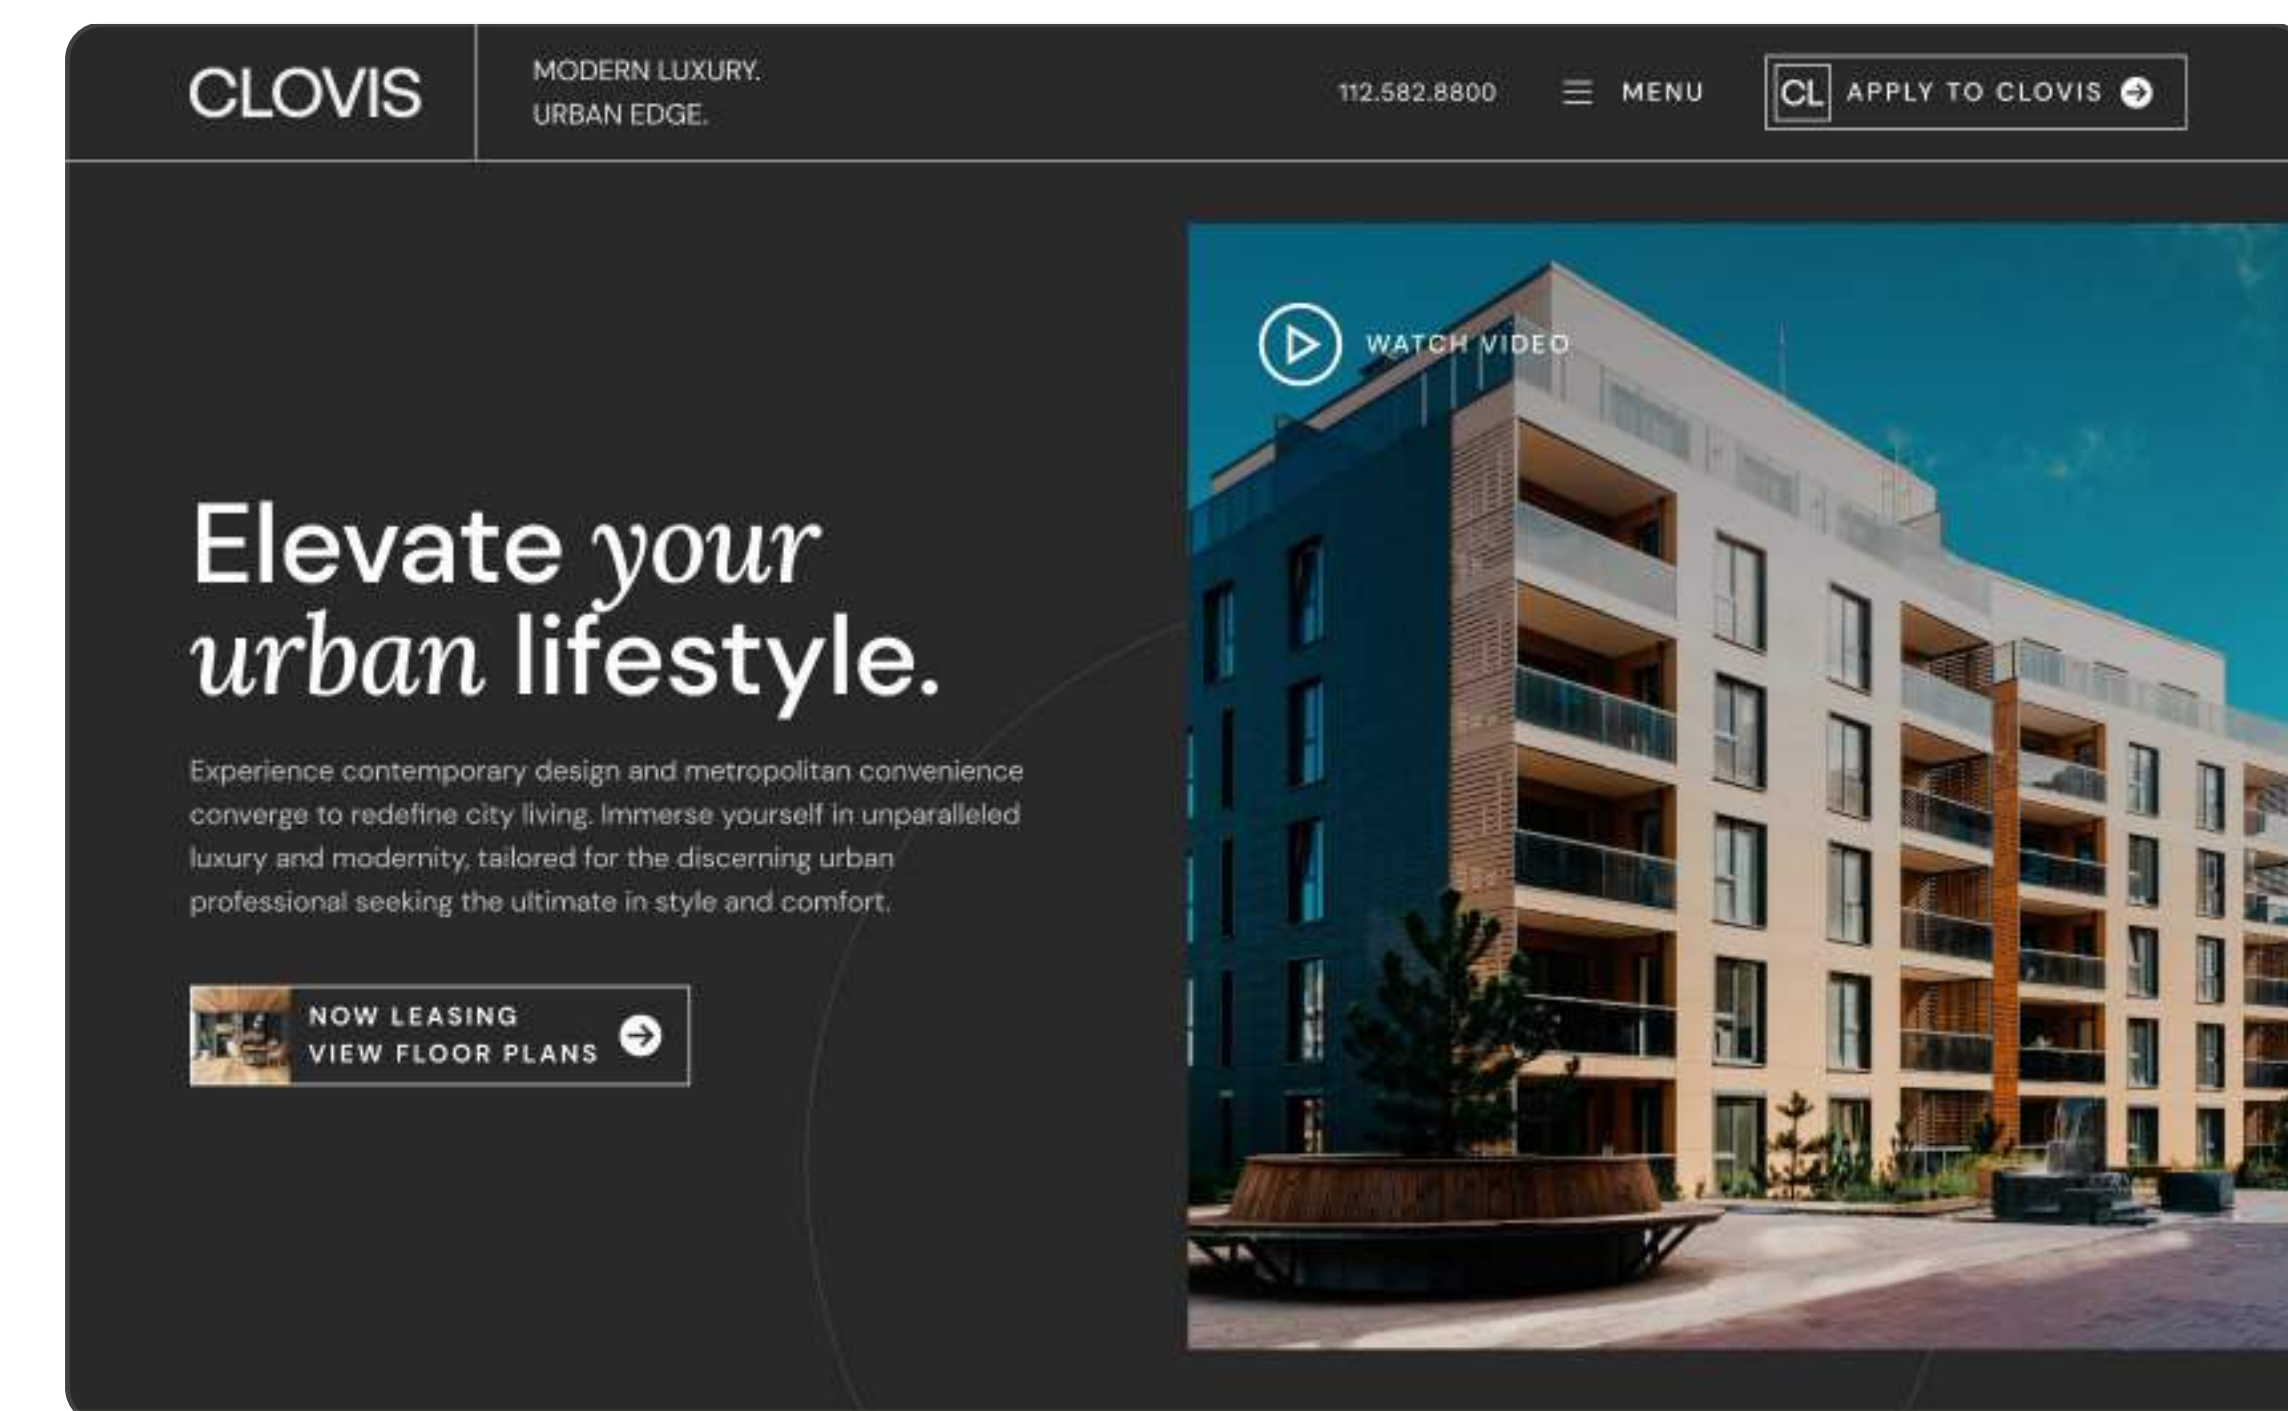 CLOVIS
MODERN LUXURY.
URBAN EDGE.
112.582.8800
MENU
CL
APPLY TO CLOVIS
WATCH VIDEO
Elevate your
urban lifestyle.
Experience contemporary design and metropolitan convenience
converge to redefine city living. Immerse yourself in unparalleled
luxury and modernity, tailored for the discerning urban
professional seeking the ultimate in style and comfort.
NOW LEASING
VIEW FLOOR PLANS